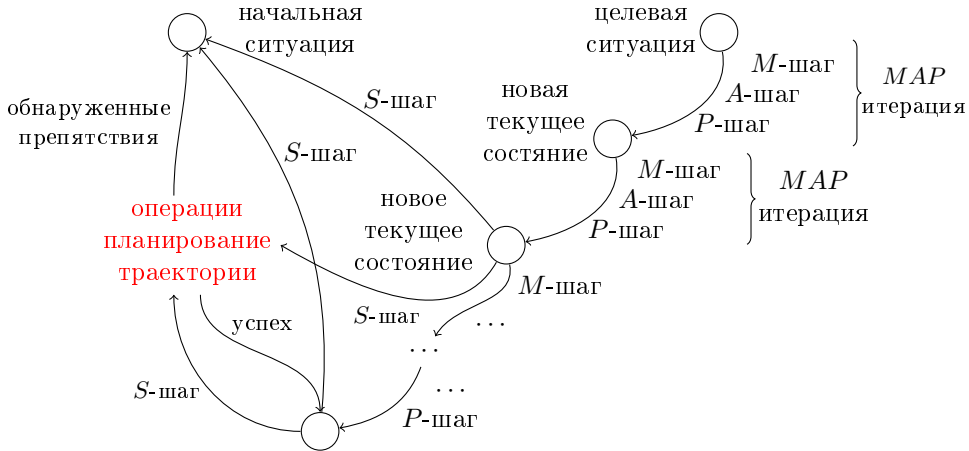 начальная
ситуация
целевая
ситуация
M-шаг
A-шаг
P-шаг
MAP
итерация
новая
текущее
состяние
S-шаг
обнаруженные
препятствия
S-шаг
M-шаг
A-шаг
P-шаг
MAP
итерация
новое
текущее
состояние
операции
планирование
траектории
M-шаг
S-шаг
...
успех
...
...
S-шаг
P-шаг